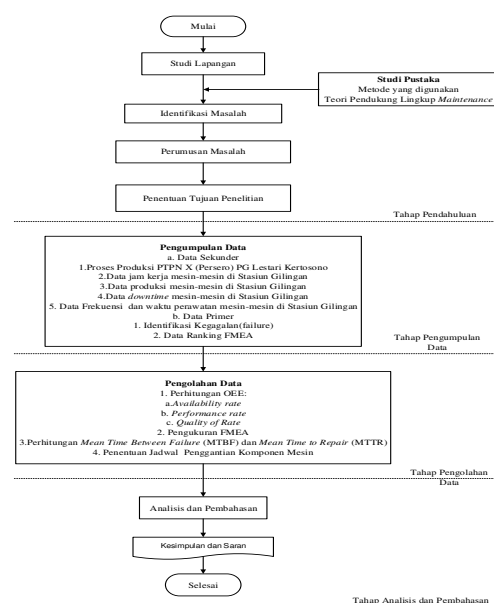 Mulai
Studi Lapangan
Studi Pustaka
Metode yang digunakan
Teori Pendukung Lingkup Maintenance
Identifikasi Masalah
Perumusan Masalah
Penentuan Tujuan Penelitian
Tahap Pendahuluan
Pengumpulan Data
a. Data Sekunder
1.Proses Produksi PTPN X (Persero) PG Lestari Kertosono
2.Data jam kerja mesin-mesin di Stasiun Gilingan
3.Data produksi mesin-mesin di Stasiun Gilingan
4.Data downtime mesin-mesin di Stasiun Gilingan
5. Data Frekuensi dan waktu perawatan mesin-mesin di Stasiun Gilingan
b. Data Primer
1. Identifikasi Kegagalan(failure)
2. Data Ranking FMEA
Tahap Pengumpulan
Data
Pengolahan Data
1. Perhitungan OEE:
a.Availability rate
b. Performance rate
c. Quality of Rate
2. Pengukuran FMEA
3.Perhitungan Mean Time Between Failure (MTBF) dan Mean Time to Repair (MTTR)
4. Penentuan Jadwal Penggantian Komponen Mesin
Tahap Pengolahan
Data
Analisis dan Pembahasan
Kesimpulan dan Saran
Selesai
Tahap Analisis dan Pembahasan